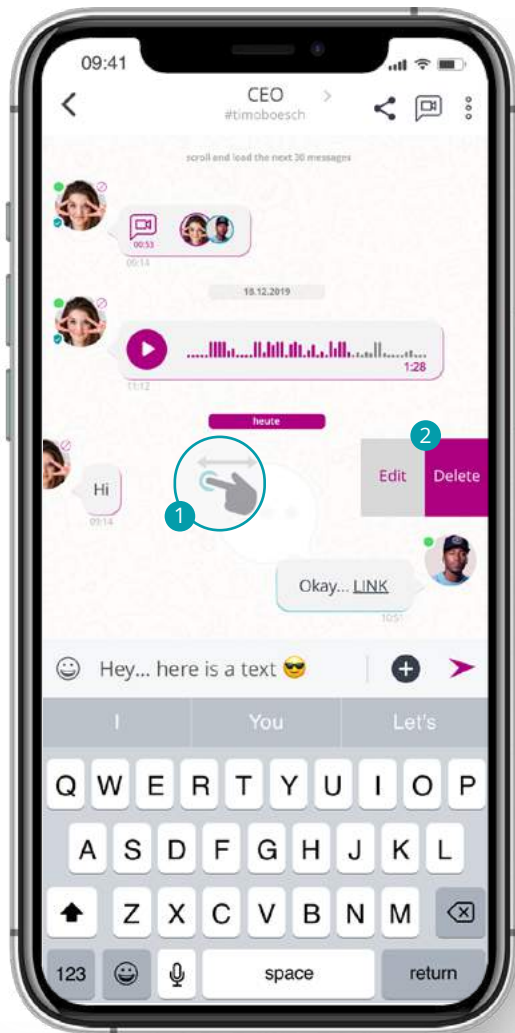 09:41
CEO
#timoboesch
scroll and load the next 30 messages
00:53
09:14
18.12.2019
1:28
11:12
heute
2
Edit Delete
Hi
1
09:14
Okay... LINK
10:51
Hey... here is a text 😎
I You Let's
Q W E R T Y U I O P
A S D F G H J K L
Z X C V B N M
123 space return